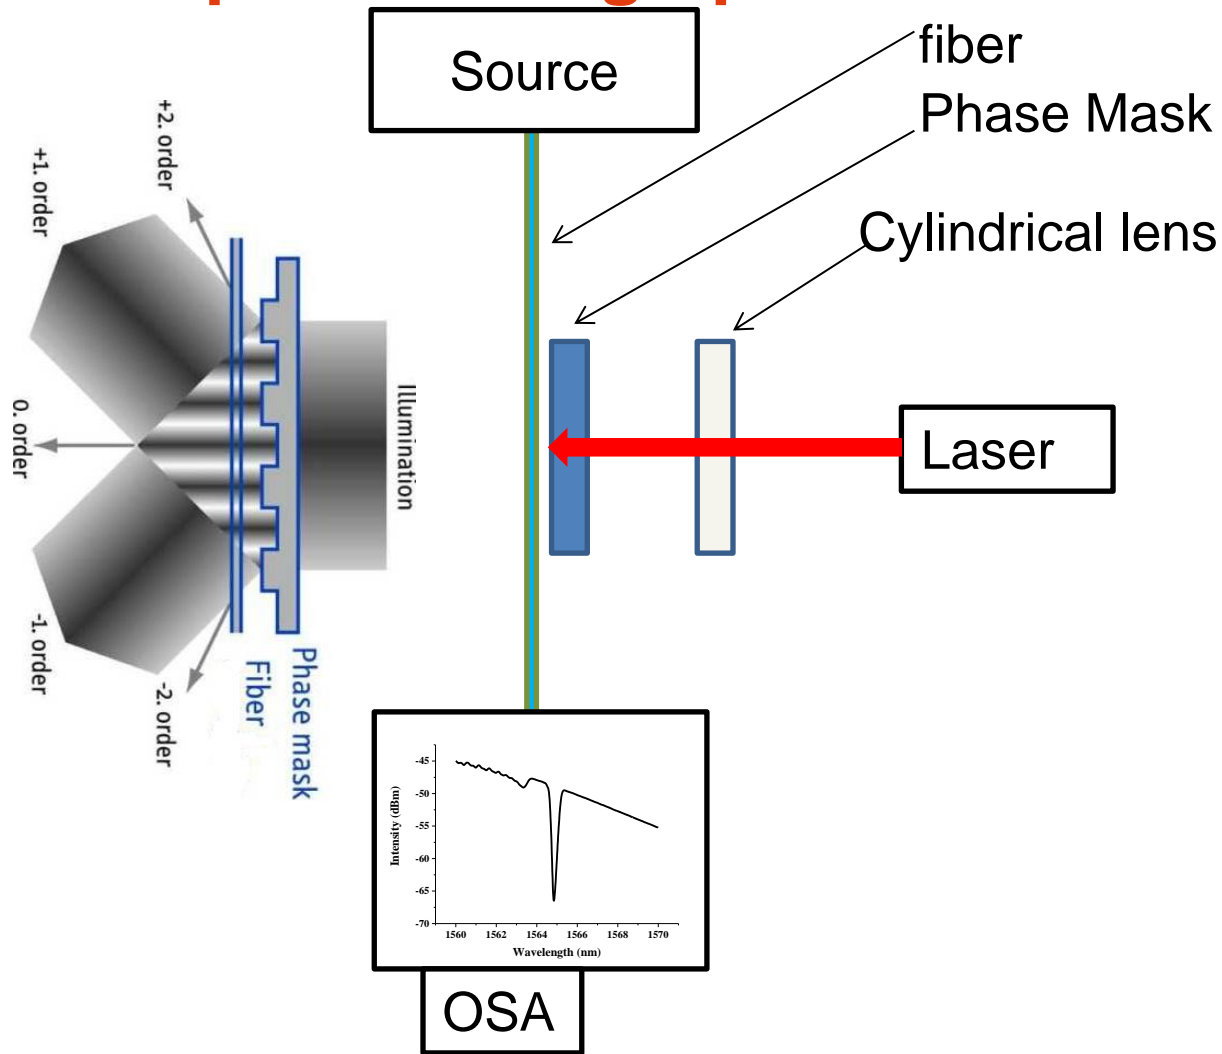 Source
fiber
Phase Mask
Cylindrical lens
Laser
+2. order
+1. order
0. order
-1. order
-2. order
Illumination
Phase mask
Fiber
-45
-50
-55
-60
-65
-70
Intensity (dBm)
1560 1562 1564 1566 1568 1570
Wavelength (nm)
OSA